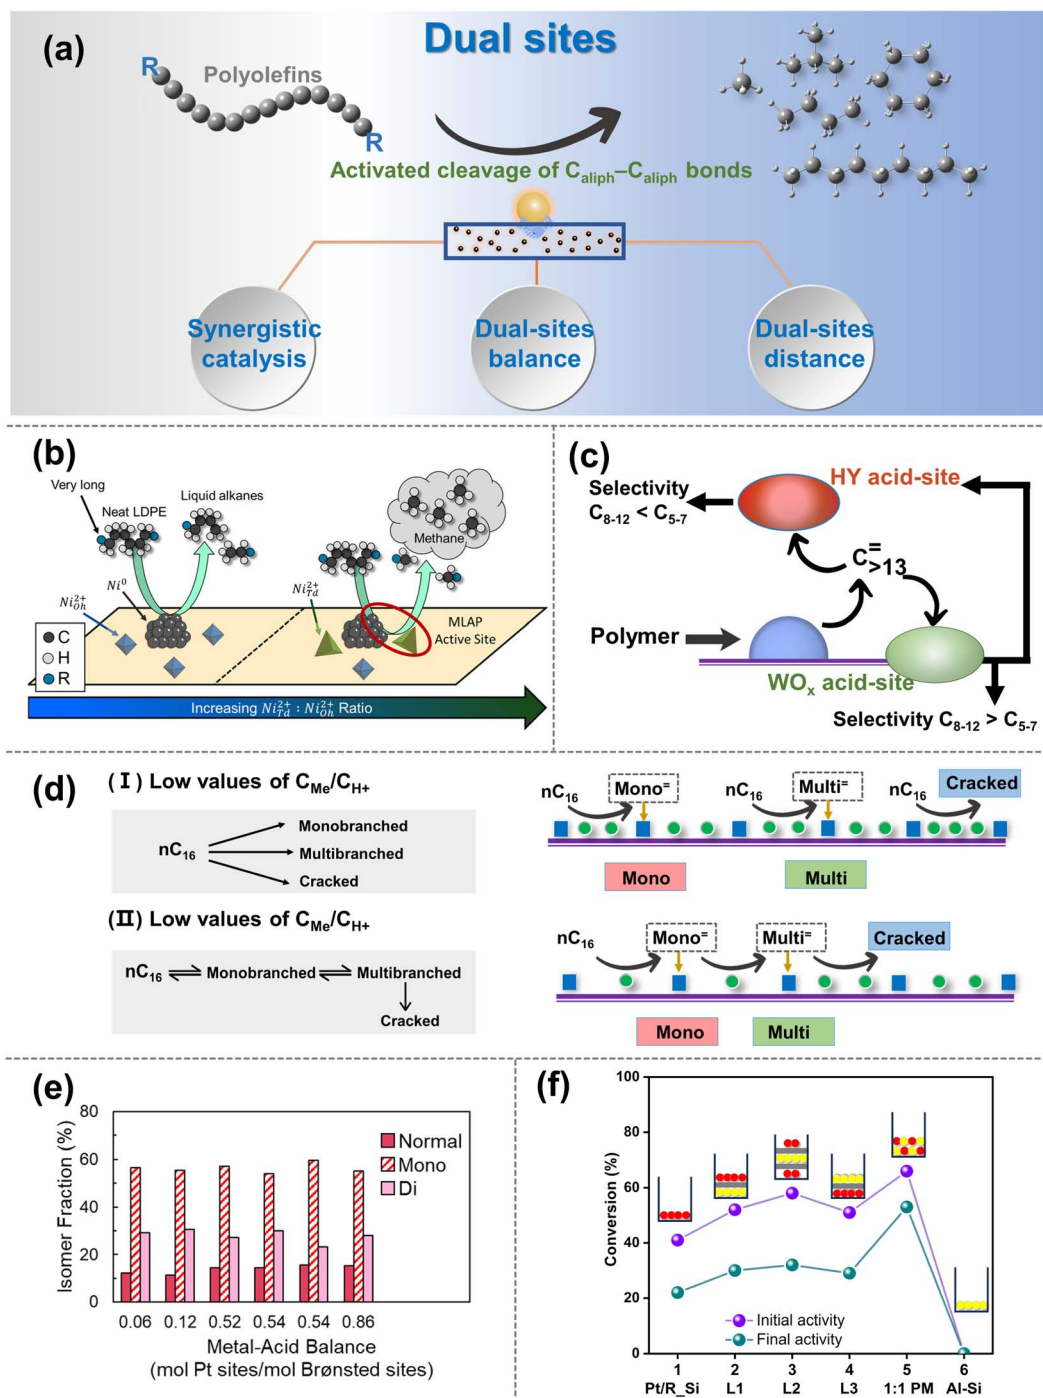 (a)
Dual sites
R
Polyolefins
R
Activated cleavage of Caliph–Caliph bonds
Synergistic
catalysis
Dual-sites
balance
Dual-sites
distance
(b)
Very long
Neat LDPE
Liquid alkanes
Methane
Ni⁰
Ni²⁺Oh
Ni²⁺Td
MLAP
Active Site
C
H
R
Increasing Ni²⁺Td : Ni²⁺Oh Ratio
(c)
HY acid-site
Selectivity
C8-12 < C5-7
C=>13
Polymer
WOx acid-site
Selectivity C8-12 > C5-7
(d)
(I) Low values of CMe/CH+
nC16
Monobranched
Multibranched
Cracked
nC16
Mono=
nC16
Multi=
nC16
Cracked
Mono
Multi
(II) Low values of CMe/CH+
nC16 Monobranched Multibranched
Cracked
nC16
Mono=
Multi=
Cracked
Mono
Multi
(e)
Isomer Fraction (%)
80
60
40
20
0
Normal
Mono
Di
0.06 0.12 0.52 0.54 0.54 0.86
Metal-Acid Balance
(mol Pt sites/mol Brønsted sites)
(f)
Conversion (%)
100
80
60
40
20
0
Initial activity
Final activity
1 2 3 4 5 6
Pt/R_Si L1 L2 L3 1:1 PM Al-Si